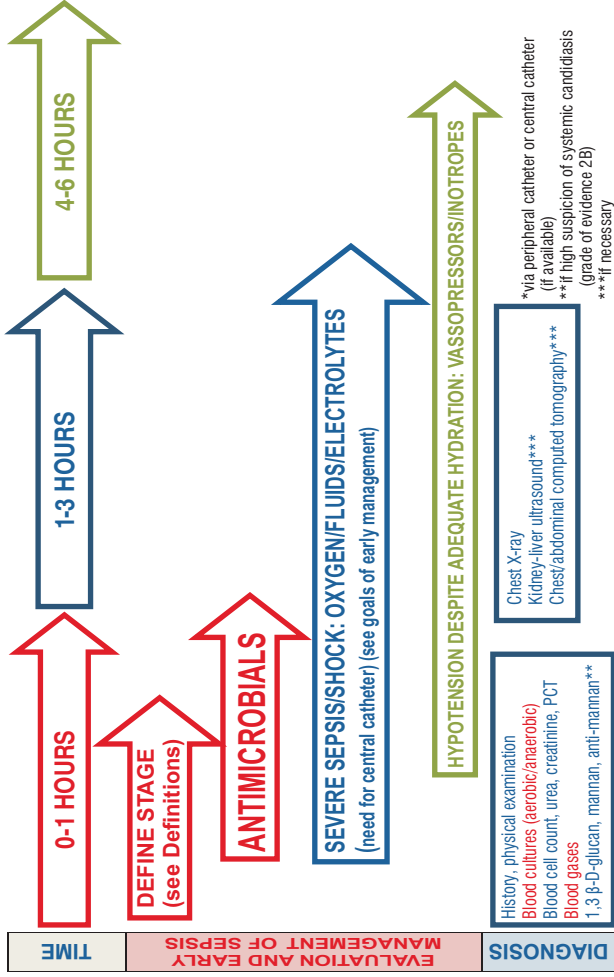 TIME
0-1 HOURS
1-3 HOURS
4-6 HOURS
EVALUATION AND EARLY
MANAGEMENT OF SEPSIS
DEFINE STAGE
(see Definitions)
ANTIMICROBIALS
SEVERE SEPSIS/SHOCK: OXYGEN/FLUIDS/ELECTROLYTES
(need for central catheter) (see goals of early management)
HYPOTENSION DESPITE ADEQUATE HYDRATION: VASSOPRESSORS/INOTROPES
DIAGNOSIS
History, physical examination
Blood cultures (aerobic/anaerobic)
Blood cell count, urea, creatinine, PCT
Blood gases
1,3 β-D-glucan, mannan, anti-mannan**
Chest X-ray
Kidney-liver ultrasound***
Chest/abdominal computed tomography***
*via peripheral catheter or central catheter
(if available)
**if high suspicion of systemic candidiasis
(grade of evidence 2B)
***if necessary